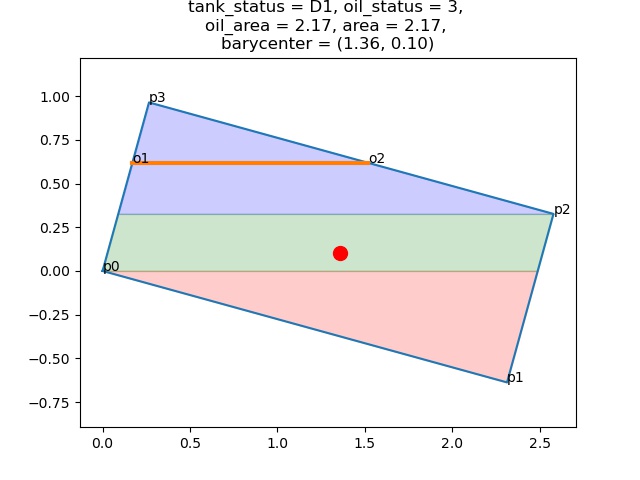 tank_status = D1, oil_status = 3,
oil_area = 2.17, area = 2.17,
barycenter = (1.36, 0.10)
1.00
0.75
0.50
0.25
0.00
−0.25
−0.50
−0.75
p3
o1
o2
p2
p0
p1
0.0
0.5
1.0
1.5
2.0
2.5